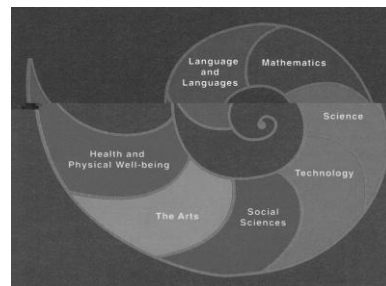 Language
and
Languages
Mathematics
Science
Technology
Social
Sciences
The Arts
Health and
Physical Well-being